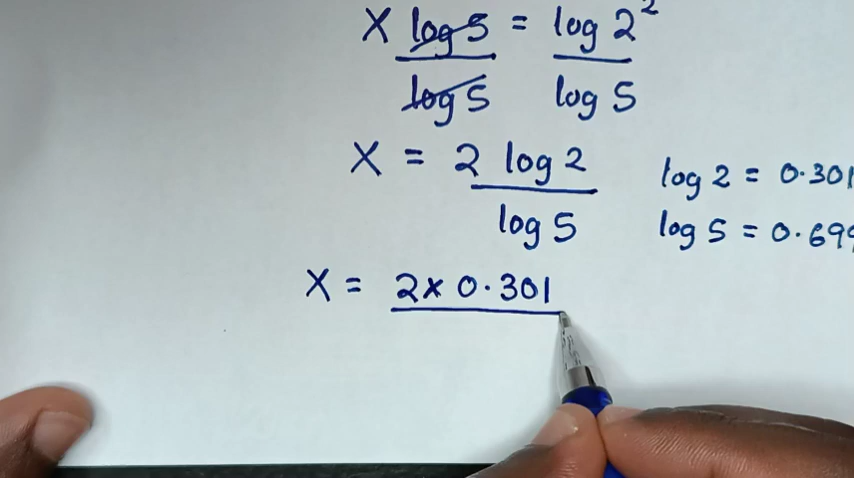 x log 5 = log 2²
log 5 log 5
x = 2 log 2
log 5
log 2 = 0.301
log 5 = 0.699
x = 2 x 0.301